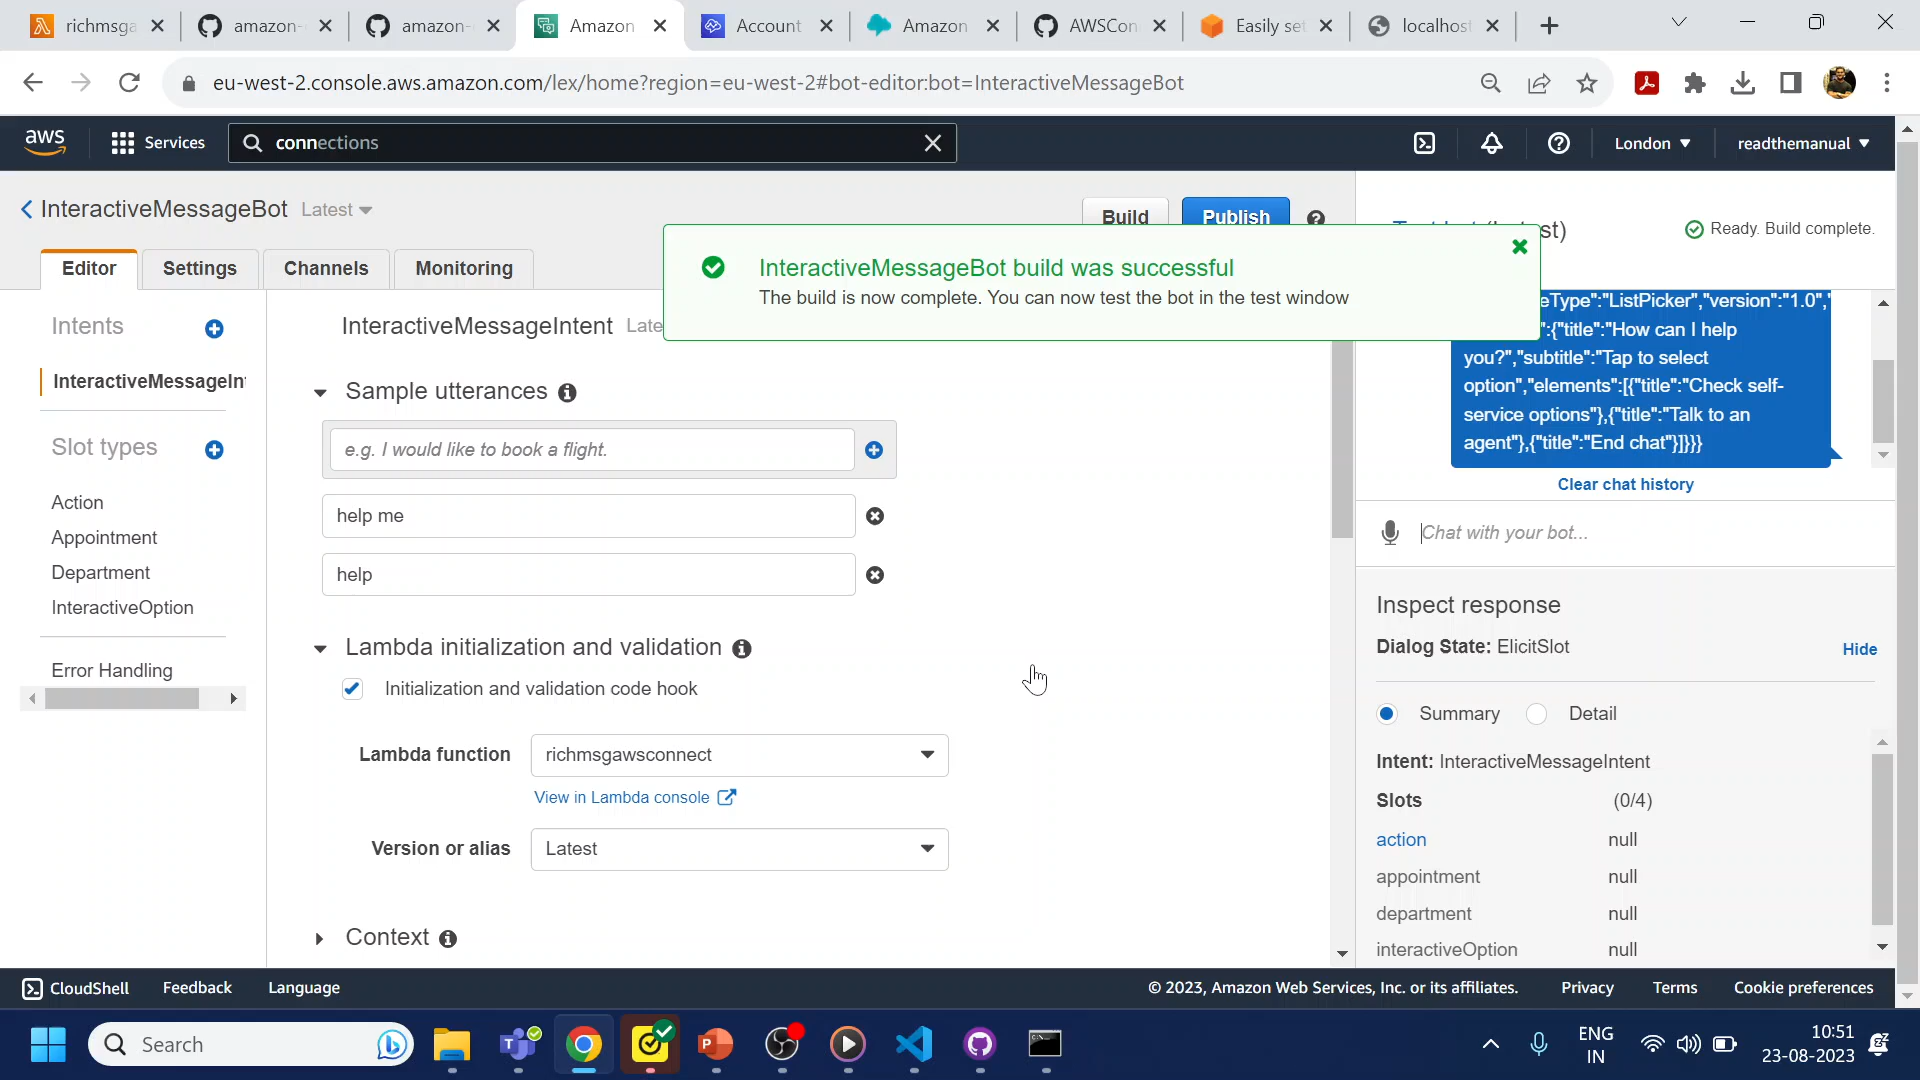 richmsga
amazon-
amazon-
Amazon
Account
Amazon
AWSCon
Easily set
localhost
eu-west-2.console.aws.amazon.com/lex/home?region=eu-west-2#bot-editor:bot=InteractiveMessageBot
aws
Services
connections
London
readthemanual
InteractiveMessageBot Latest
Build
Publish
st)
Ready. Build complete.
Editor
Settings
Channels
Monitoring
InteractiveMessageBot build was successful
The build is now complete. You can now test the bot in the test window
Intents
InteractiveMessageInt
Slot types
Action
Appointment
Department
InteractiveOption
Error Handling
InteractiveMessageIntent Late
Sample utterances
e.g. I would like to book a flight.
help me
help
Lambda initialization and validation
Initialization and validation code hook
Lambda function
richmsgawsconnect
View in Lambda console
Version or alias
Latest
Context
eType":"ListPicker","version":"1.0","
":{"title":"How can I help
you?","subtitle":"Tap to select
option","elements":[{"title":"Check self-
service options"},{"title":"Talk to an
agent"},{"title":"End chat"}]}}}
Clear chat history
Chat with your bot...
Inspect response
Dialog State: ElicitSlot
Hide
Summary
Detail
Intent: InteractiveMessageIntent
Slots (0/4)
action null
appointment null
department null
interactiveOption null
CloudShell
Feedback
Language
© 2023, Amazon Web Services, Inc. or its affiliates.
Privacy
Terms
Cookie preferences
Search
ENG
IN
10:51
23-08-2023